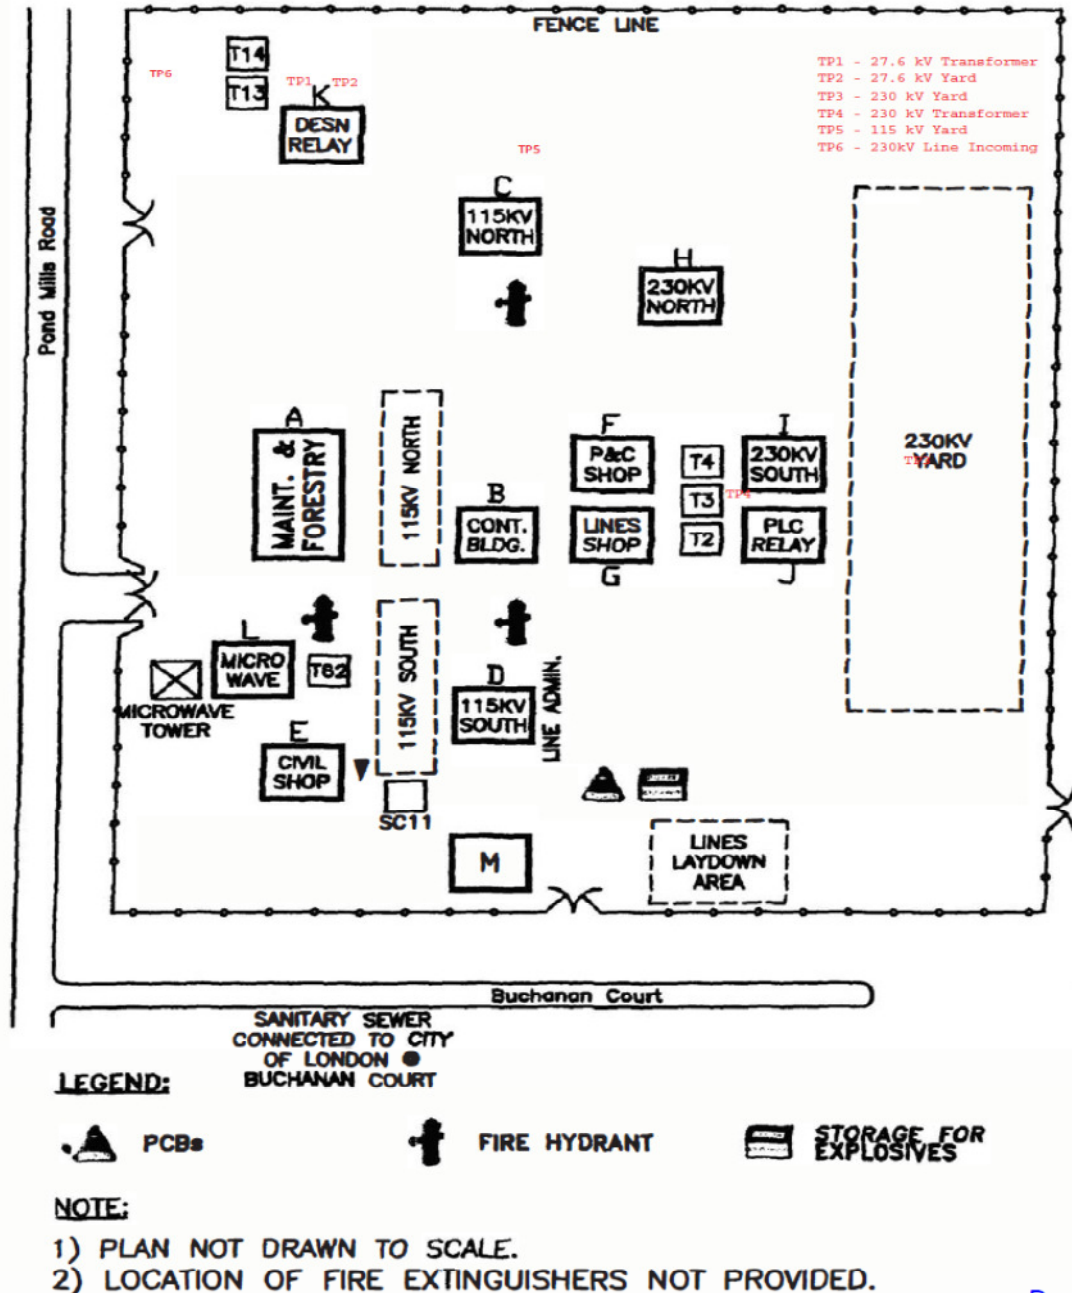 FENCE LINE
T14
T13
TP6
TP1
TP2
K
DESN
RELAY
TP1 - 27.6 kV Transformer
TP2 - 27.6 kV Yard
TP3 - 230 kV Yard
TP4 - 230 kV Transformer
TP5 - 115 kV Yard
TP6 - 230kV Line Incoming
TP5
C
115KV
NORTH
H
230KV
NORTH
Pond Mills Road
A
MAINT. &
FORESTRY
115KV NORTH
B
CONT.
BLDG.
F
P&C
SHOP
LINES
SHOP
G
T4
T3
T2
TP4
I
230KV
SOUTH
PLC
RELAY
J
230KV
YARD
L
MICRO
WAVE
T62
MICROWAVE
TOWER
115KV SOUTH
D
115KV
SOUTH
LINE ADMIN.
E
CIVIL
SHOP
SC11
M
LINES
LAYDOWN
AREA
Buchanan Court
SANITARY SEWER
CONNECTED TO CITY
OF LONDON
BUCHANAN COURT
LEGEND:
PCBs
FIRE HYDRANT
STORAGE FOR
EXPLOSIVES
NOTE:
1) PLAN NOT DRAWN TO SCALE.
2) LOCATION OF FIRE EXTINGUISHERS NOT PROVIDED.